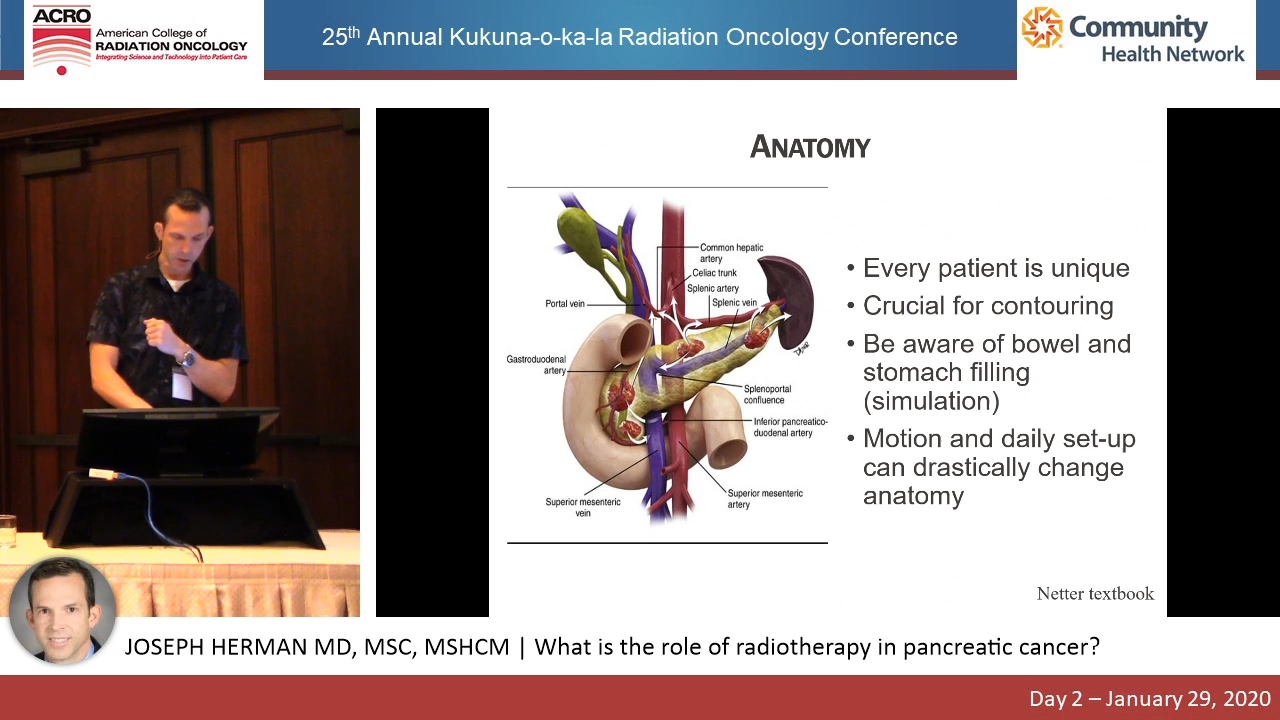 ACRO
American College of
RADIATION ONCOLOGY
Integrating Science and Technology Into Patient Care
25th Annual Kukuna-o-ka-la Radiation Oncology Conference
Community
Health Network
ANATOMY
Common hepatic
artery
Celiac trunk
Splenic artery
Splenic vein
Portal vein
Gastroduodenal
artery
Splenoportal
confluence
Inferior pancreatico-
duodenal artery
Superior mesenteric
vein
Superior mesenteric
artery
• Every patient is unique
• Crucial for contouring
• Be aware of bowel and
stomach filling
(simulation)
• Motion and daily set-up
can drastically change
anatomy
Netter textbook
JOSEPH HERMAN MD, MSC, MSHCM | What is the role of radiotherapy in pancreatic cancer?
Day 2 – January 29, 2020